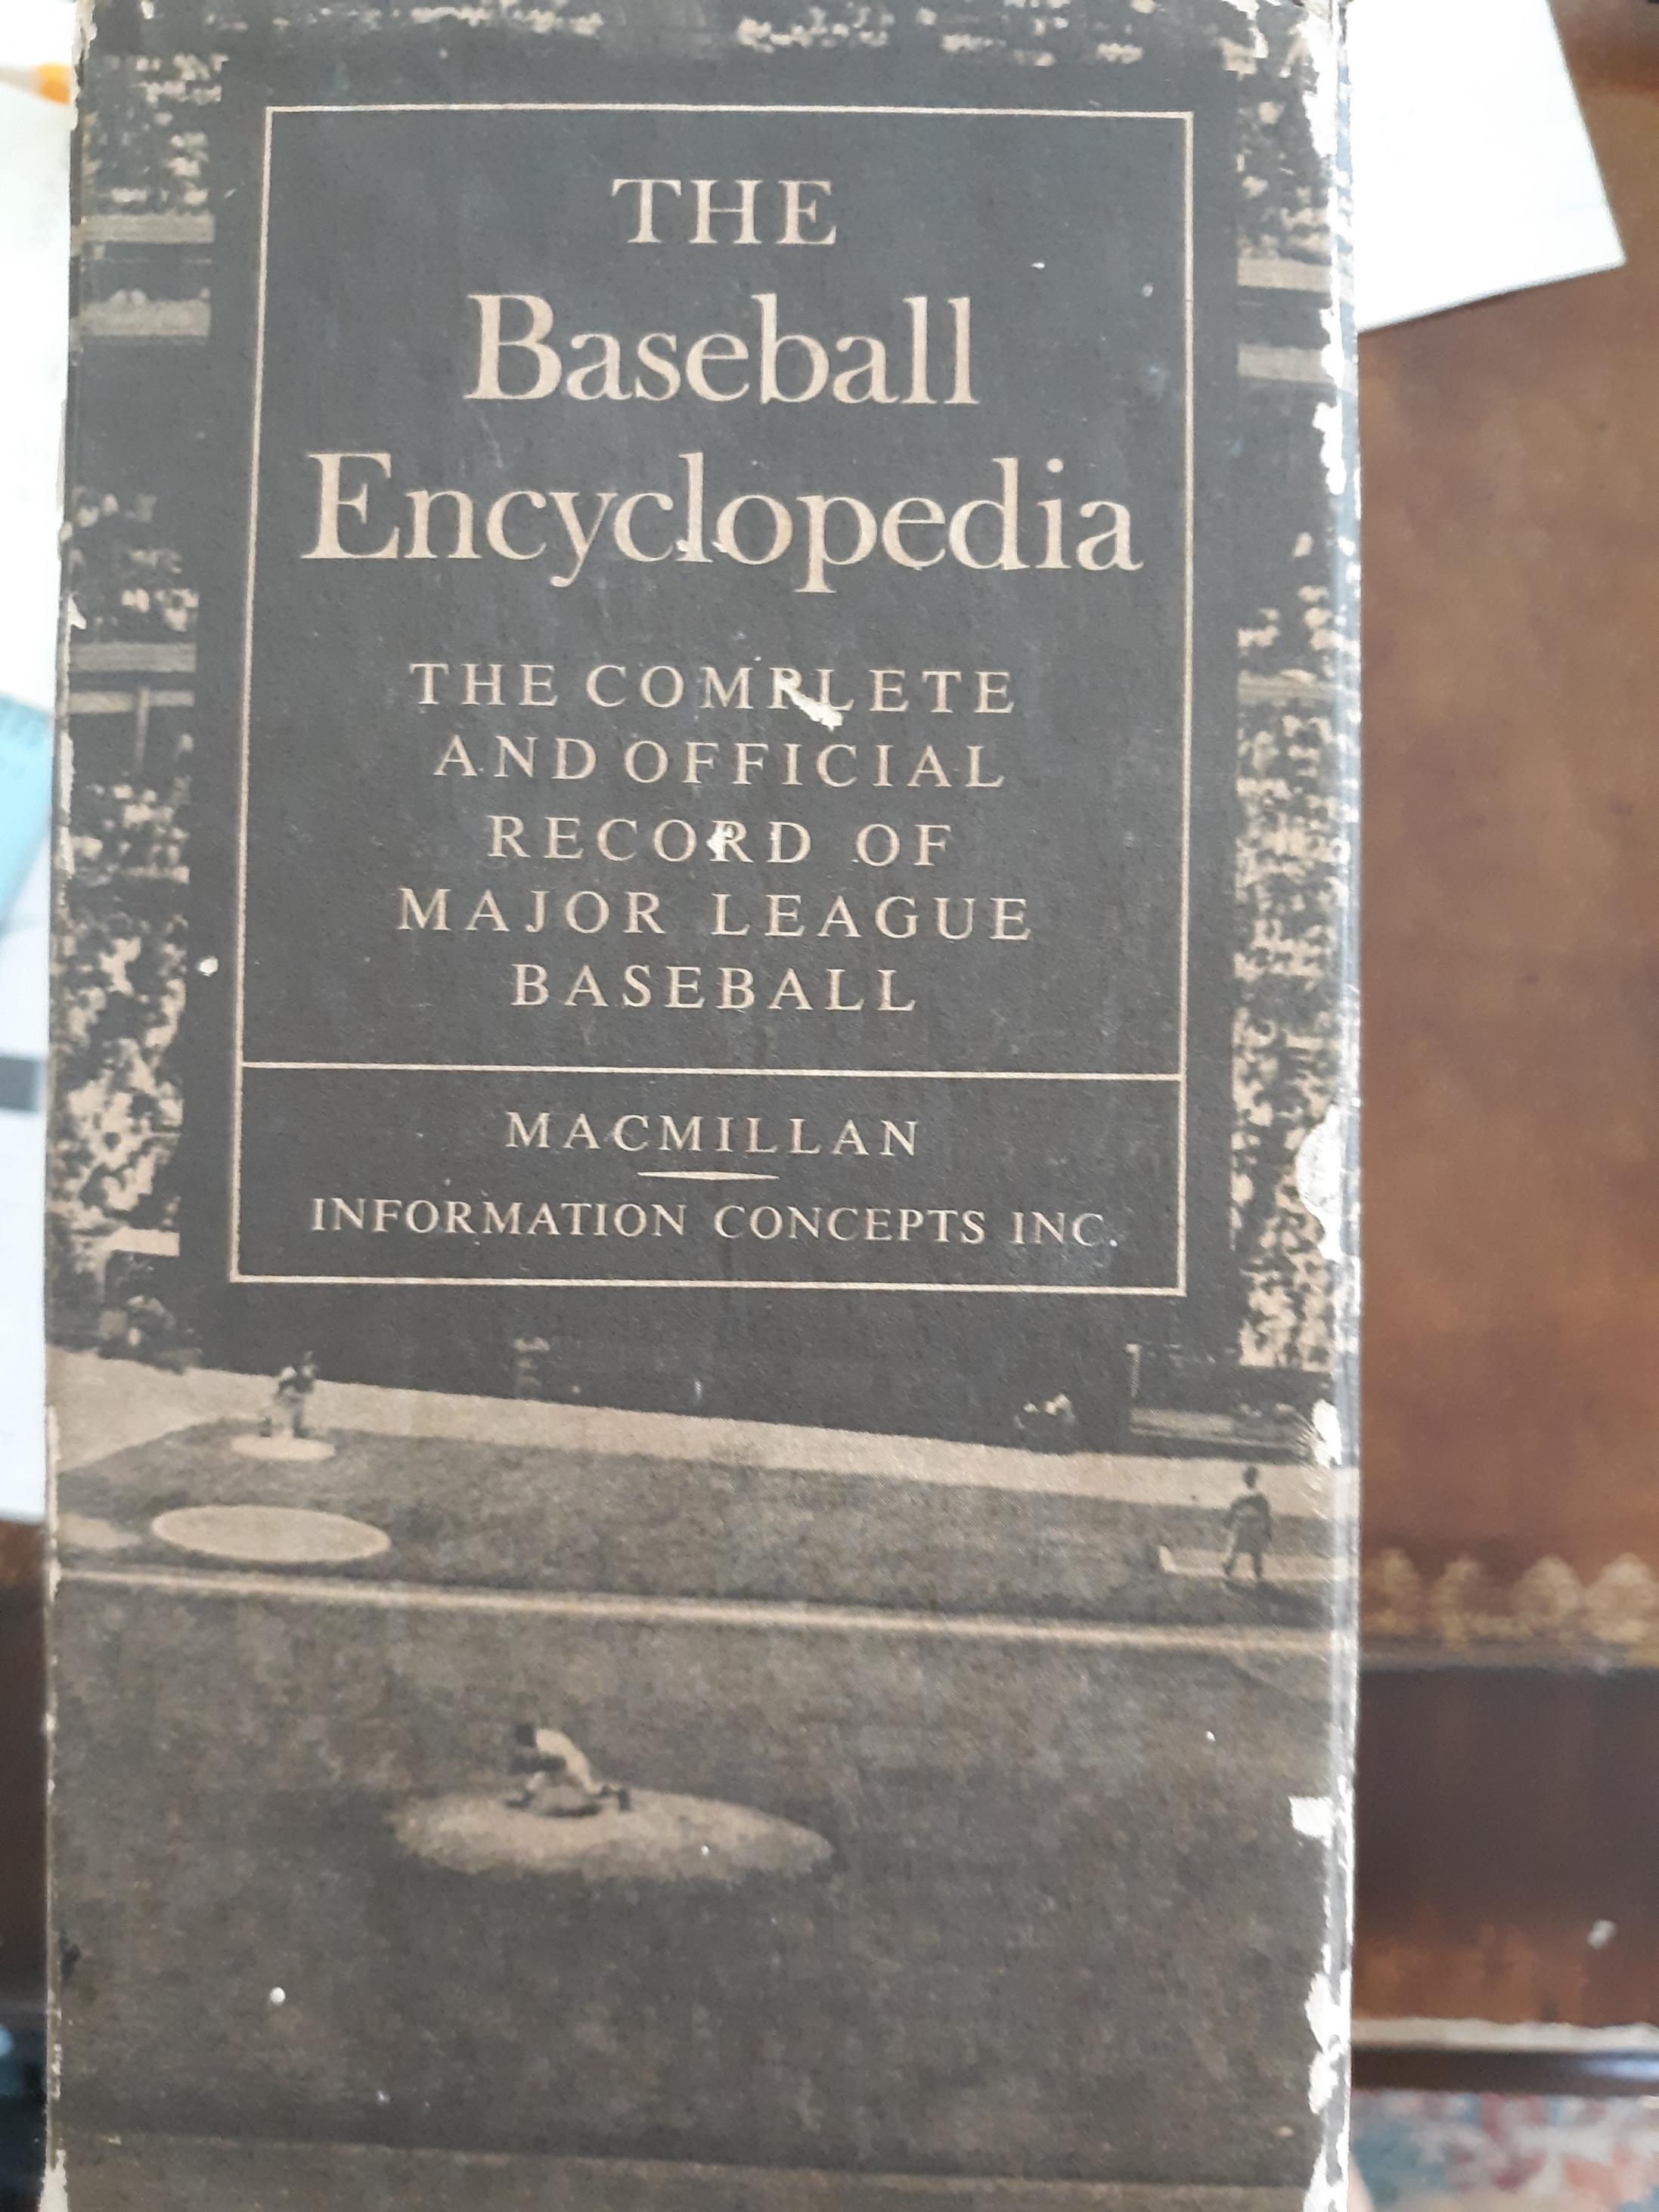 THE
Baseball
Encyclopedia
THE COMPLETE
AND OFFICIAL
RECORD OF
MAJOR LEAGUE
BASEBALL
MACMILLAN
INFORMATION CONCEPTS INC.